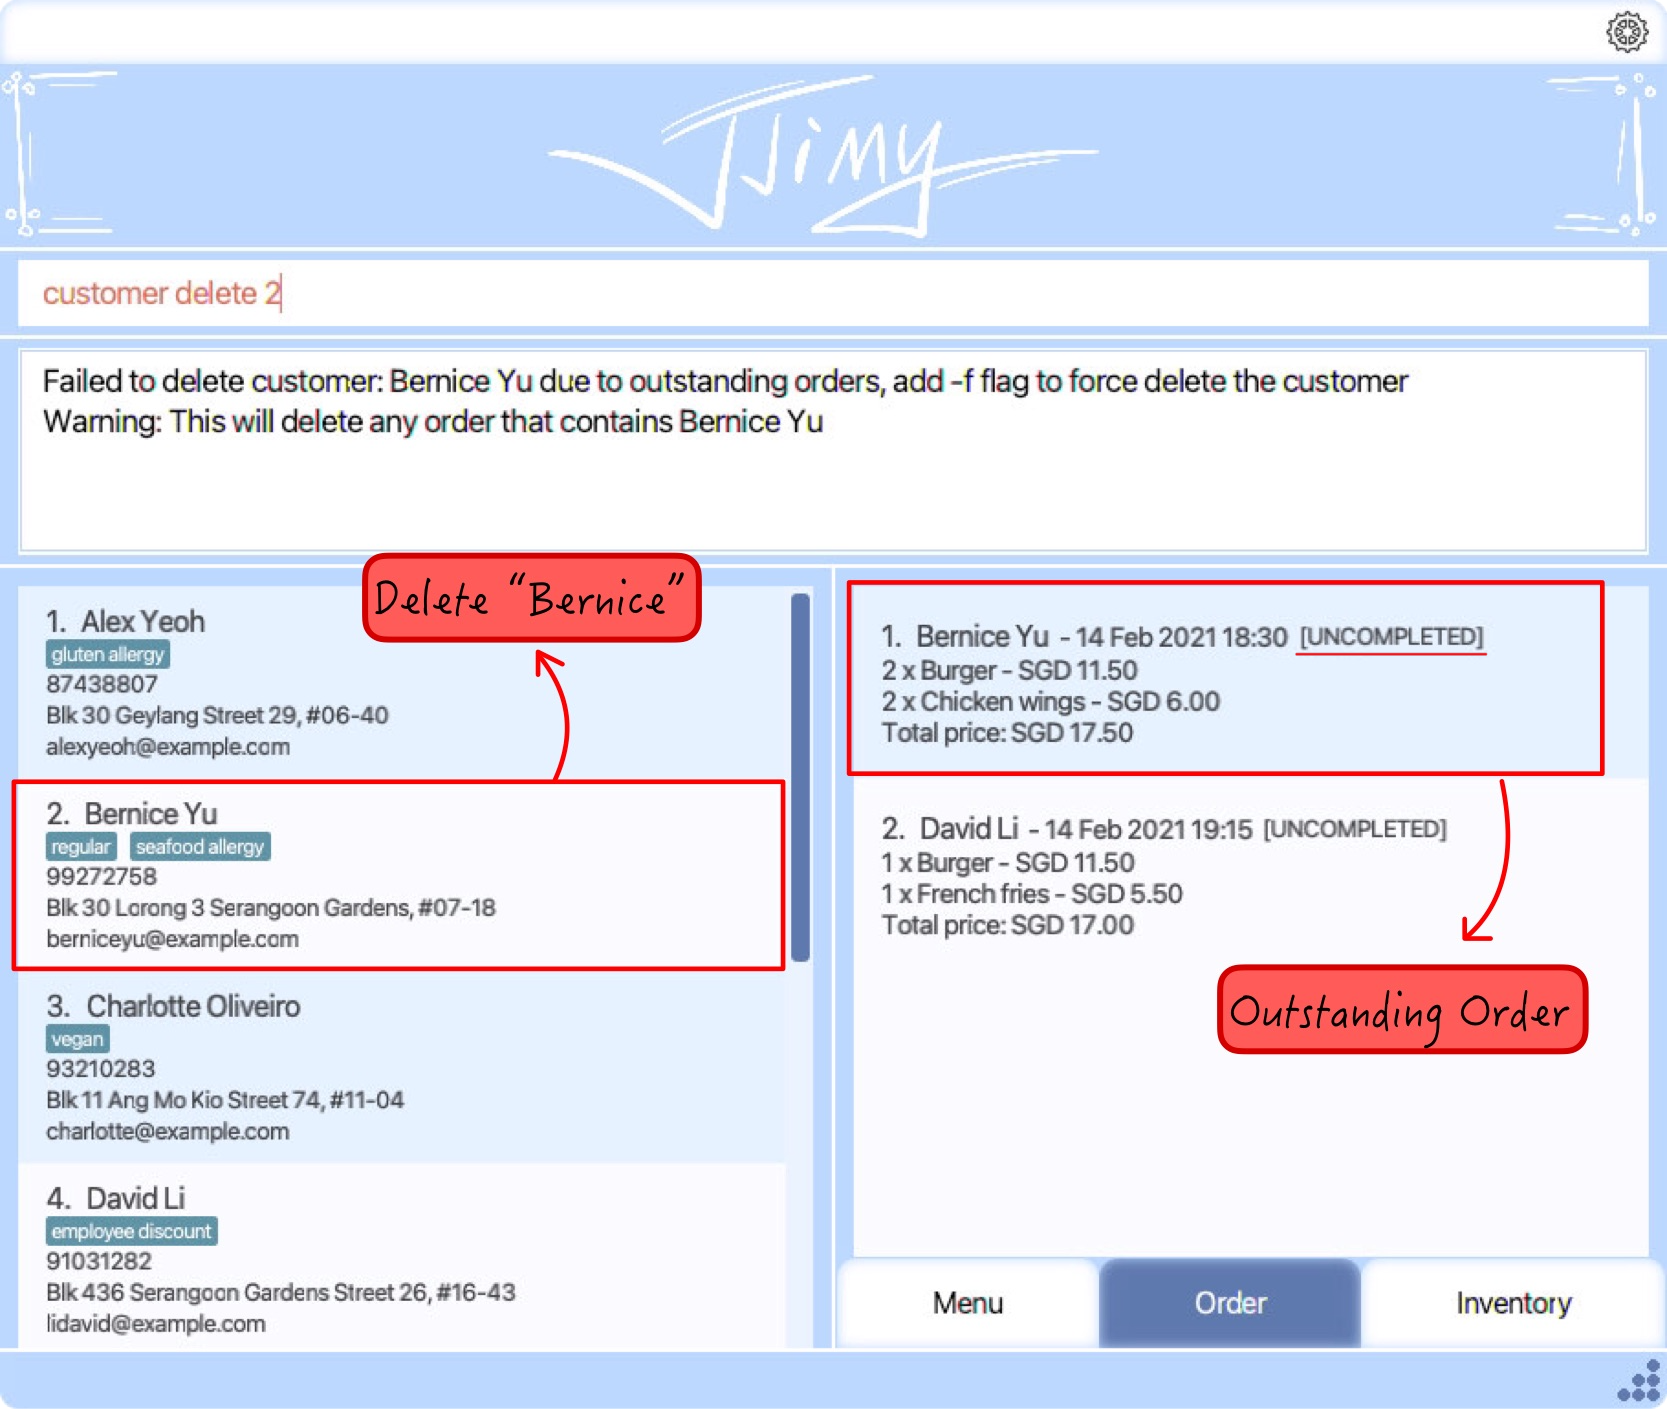 JJIMY
customer delete 2
Failed to delete customer: Bernice Yu due to outstanding orders, add -f flag to force delete the customer
Warning: This will delete any order that contains Bernice Yu
Delete "Bernice"
1. Alex Yeoh
gluten allergy
87438807
Blk 30 Geylang Street 29, #06-40
alexyeoh@example.com
2. Bernice Yu
regular seafood allergy
99272758
Blk 30 Lorong 3 Serangoon Gardens, #07-18
berniceyu@example.com
3. Charlotte Oliveiro
vegan
93210283
Blk 11 Ang Mo Kio Street 74, #11-04
charlotte@example.com
4. David Li
employee discount
91031282
Blk 436 Serangoon Gardens Street 26, #16-43
lidavid@example.com
1. Bernice Yu - 14 Feb 2021 18:30 [UNCOMPLETED]
2 x Burger - SGD 11.50
2 x Chicken wings - SGD 6.00
Total price: SGD 17.50
2. David Li - 14 Feb 2021 19:15 [UNCOMPLETED]
1 x Burger - SGD 11.50
1 x French fries - SGD 5.50
Total price: SGD 17.00
Outstanding Order
Menu
Order
Inventory